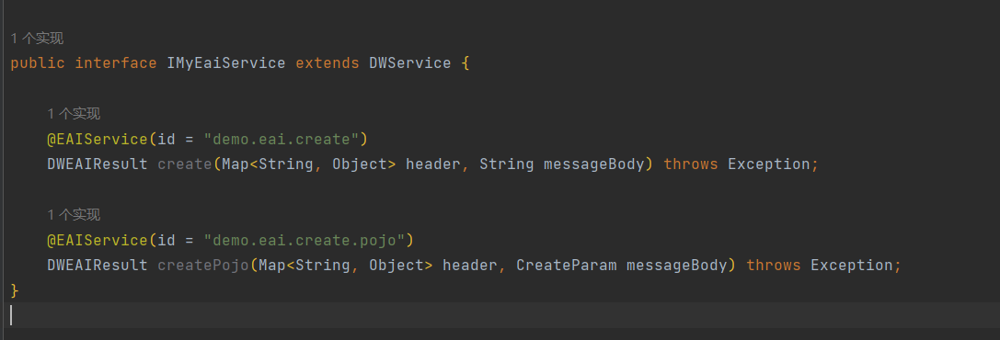 1 个实现
public interface IMyEaiService extends DWService {
1 个实现
@EAIService(id = "demo.eai.create")
DWEAIResult create(Map<String, Object> header, String messageBody) throws Exception;
1 个实现
@EAIService(id = "demo.eai.create.pojo")
DWEAIResult createPojo(Map<String, Object> header, CreateParam messageBody) throws Exception;
}